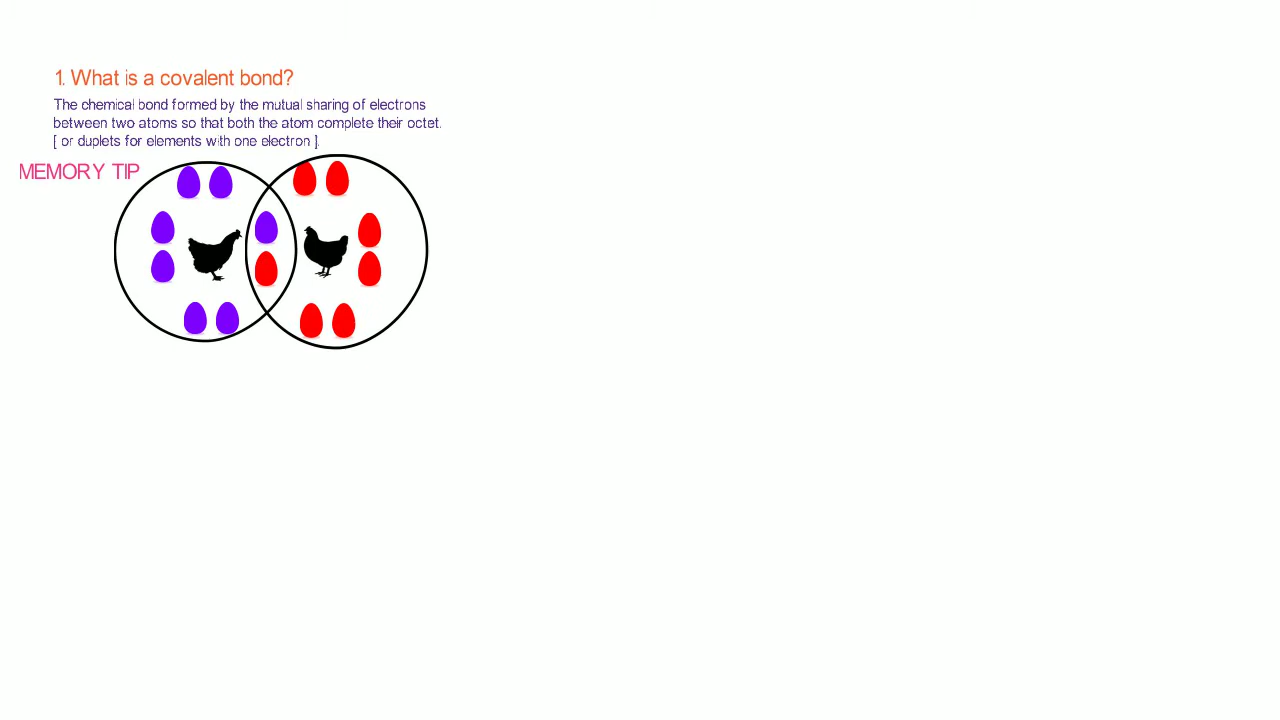 1. What is a covalent bond?
The chemical bond formed by the mutual sharing of electrons
between two atoms so that both the atom complete their octet.
[ or duplets for elements with one electron ].
MEMORY TIP